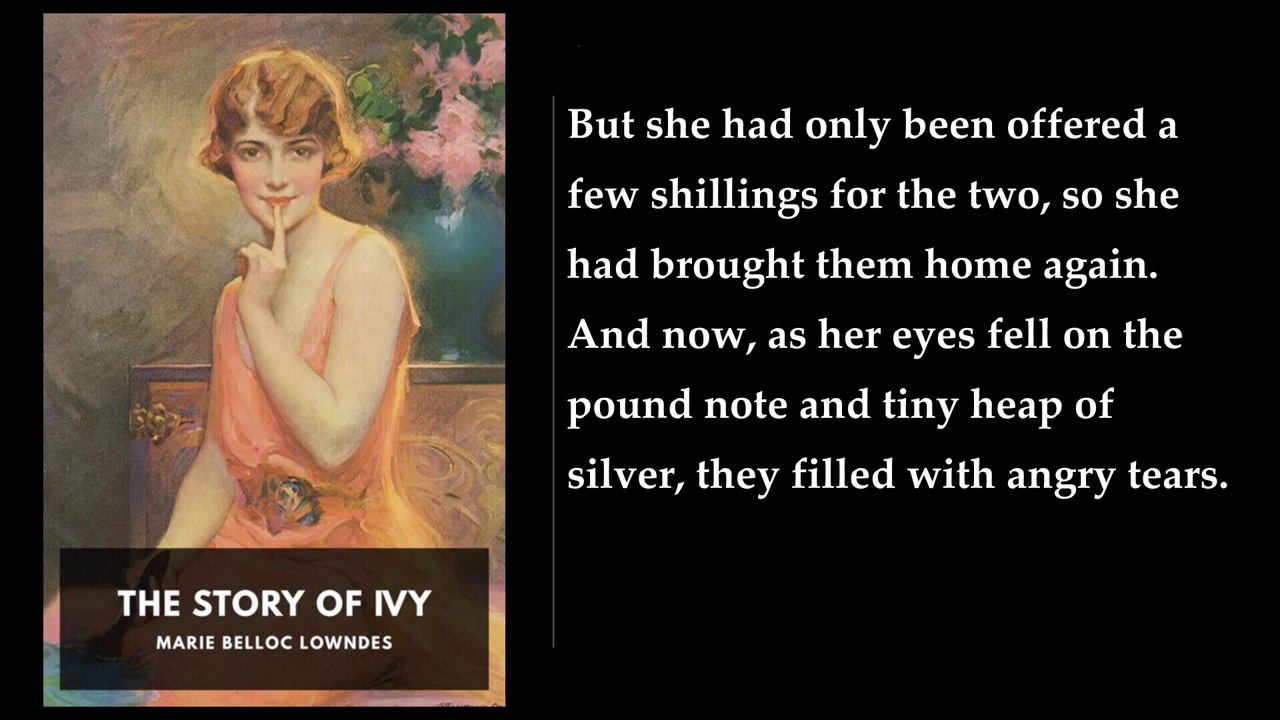 THE STORY OF IVY
MARIE BELLOC LOWNDES
But she had only been offered a
few shillings for the two, so she
had brought them home again.
And now, as her eyes fell on the
pound note and tiny heap of
silver, they filled with angry tears.